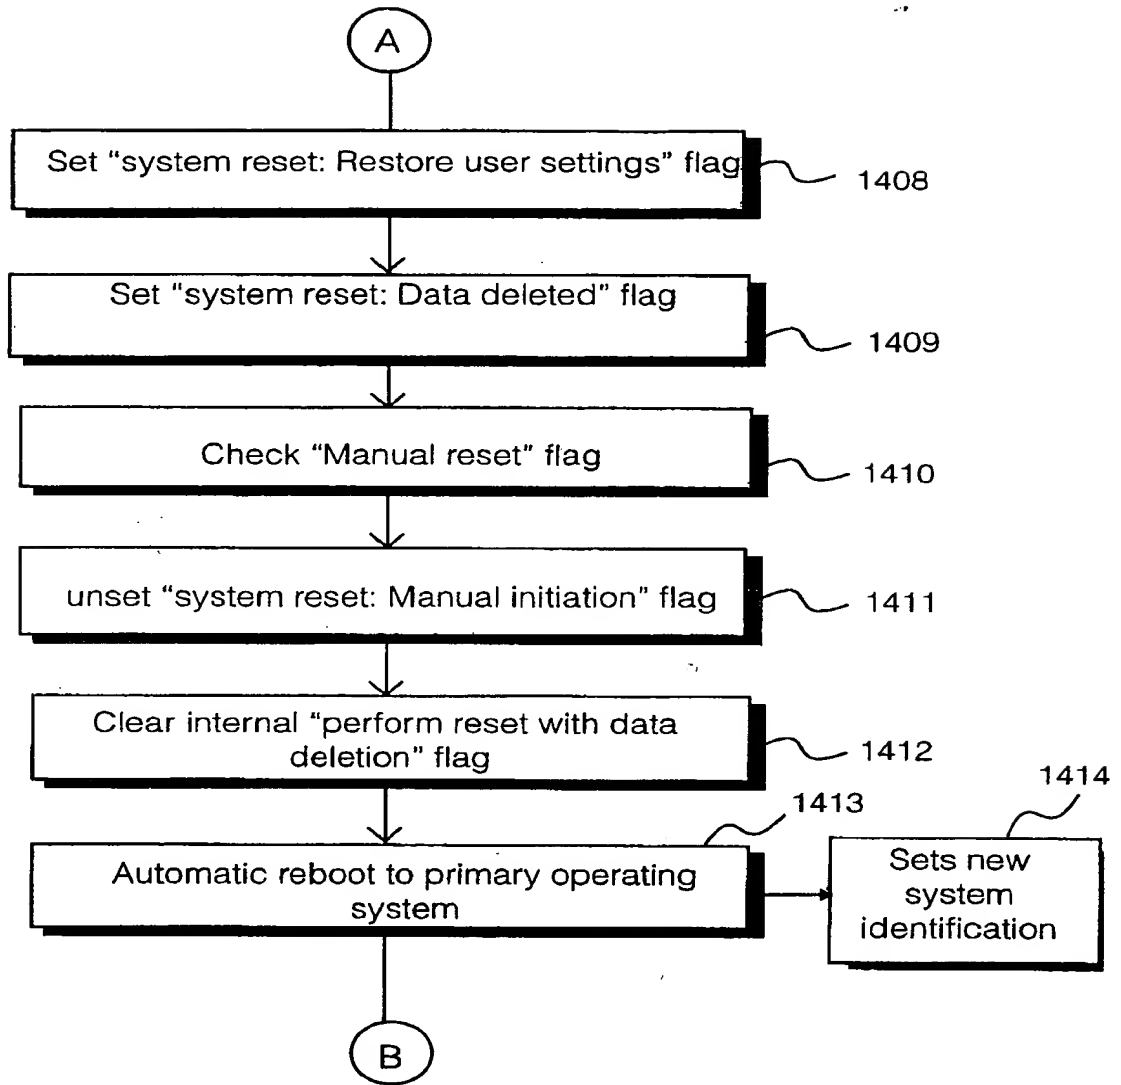 A
Set “system reset: Restore user settings” flag
1408
Set “system reset: Data deleted” flag
1409
Check “Manual reset” flag
1410
unset “system reset: Manual initiation” flag
1411
Clear internal “perform reset with data
deletion” flag
1412
1413
Automatic reboot to primary operating
system
1414
Sets new
system
identification
B